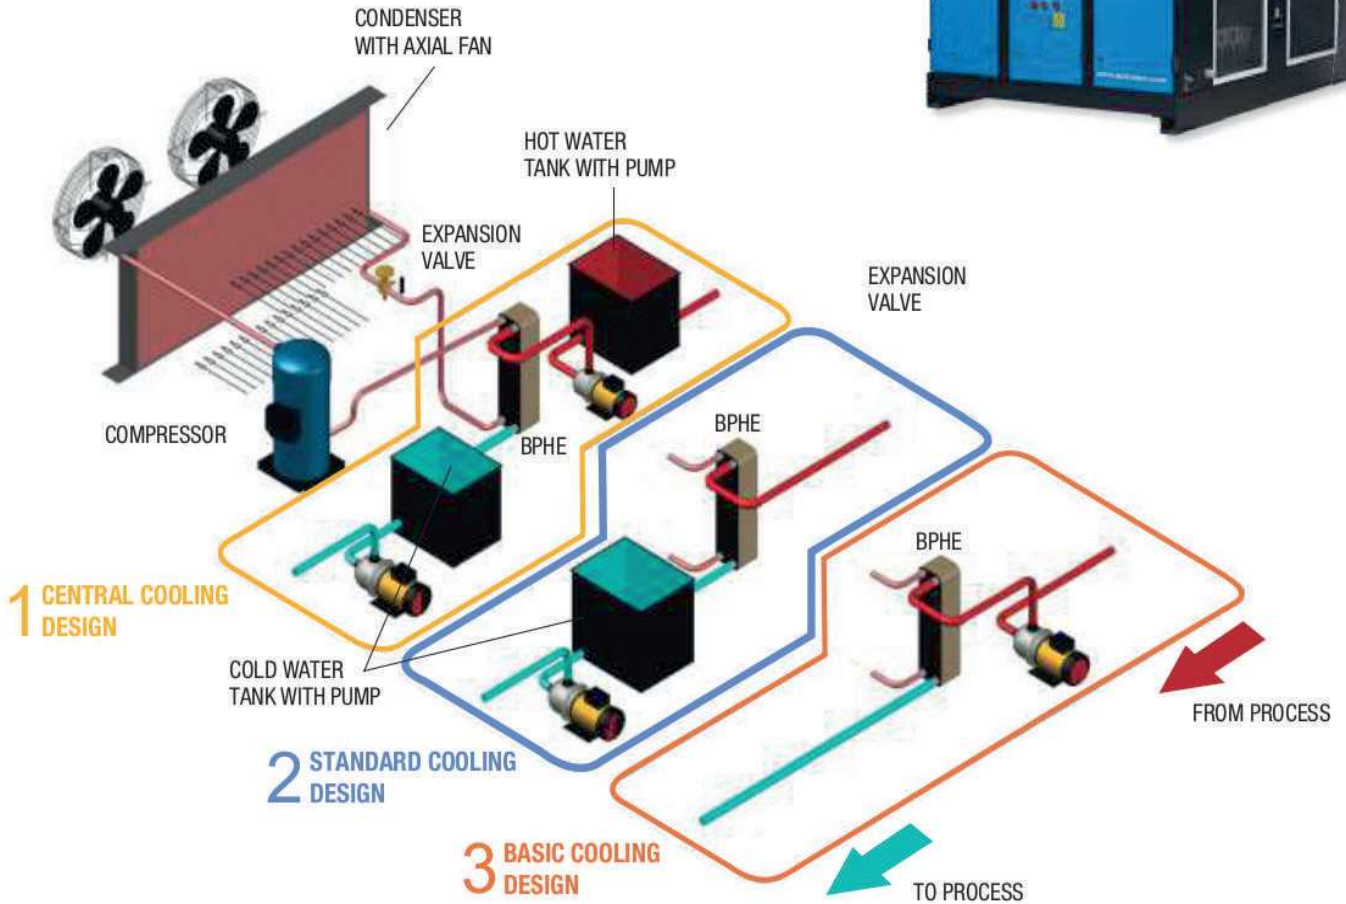 CONDENSER
WITH AXIAL FAN
HOT WATER
TANK WITH PUMP
EXPANSION
VALVE
EXPANSION
VALVE
COMPRESSOR
BPHE
BPHE
BPHE
1 CENTRAL COOLING
DESIGN
COLD WATER
TANK WITH PUMP
2 STANDARD COOLING
DESIGN
FROM PROCESS
3 BASIC COOLING
DESIGN
TO PROCESS